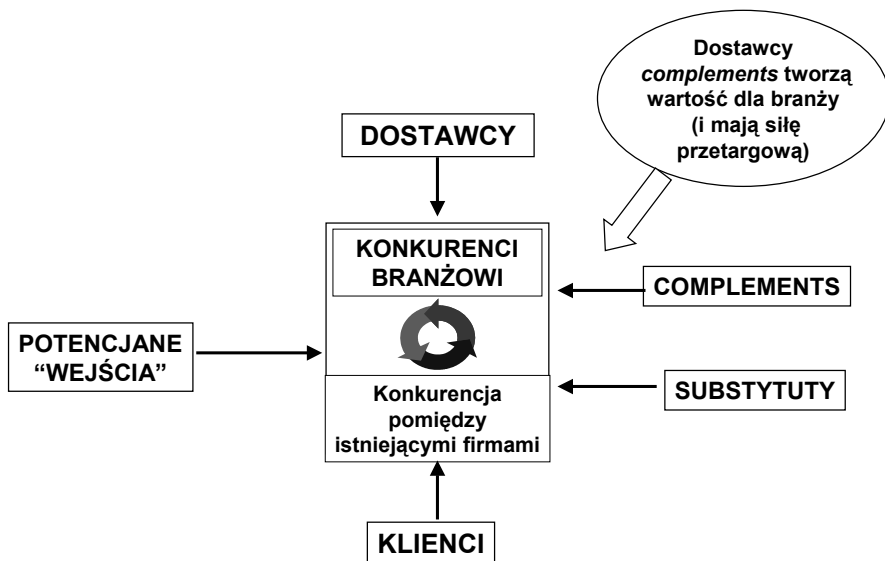 Dostawcy
complements tworzą
wartość dla branży
(i mają siłę
przetargową)
DOSTAWCY
KONKURENCI
BRANŻOWI
COMPLEMENTS
POTENCJANE
“WEJŚCIA”
SUBSTYTUTY
Konkurencja
pomiędzy
istniejącymi firmami
KLIENCI